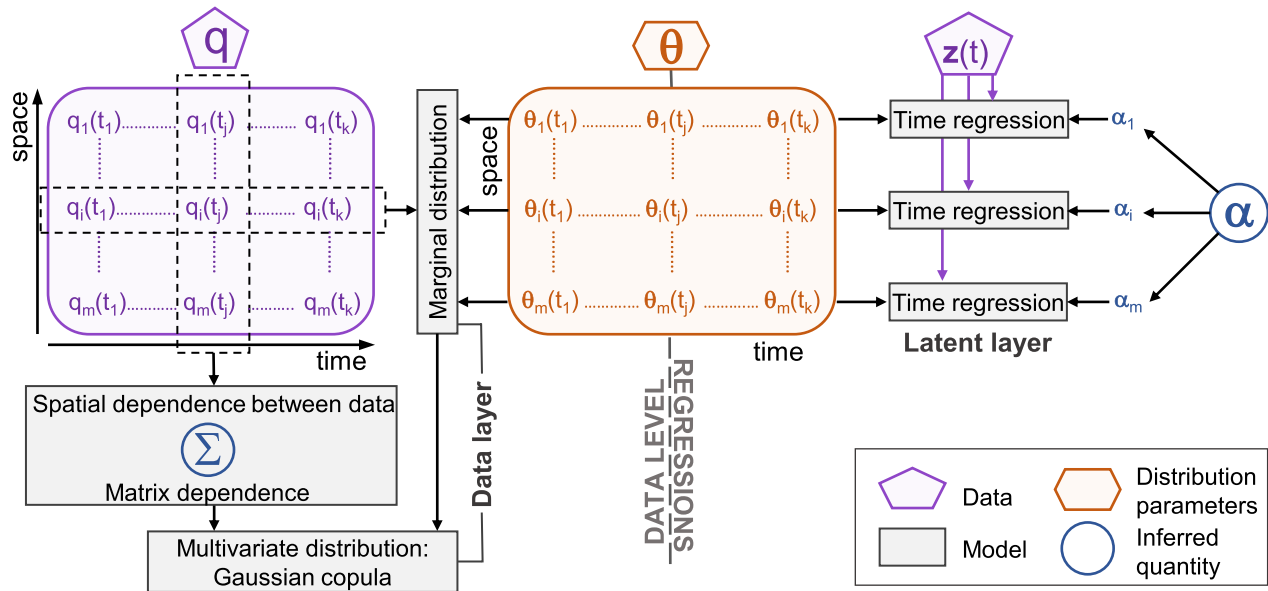 q
θ
z(t)
space
q1(t1)............ q1(tj) ........... q1(tk)
qi(t1)............ qi(tj) ........... qi(tk)
qm(t1)........... qm(tj) .......... qm(tk)
time
Marginal distribution
space
θ1(t1) ............. θ1(tj) ............. θ1(tk)
θi(t1) ............. θi(tj) ............. θi(tk)
θm(t1) ........... θm(tj) ........... θm(tk)
time
Time regression
α1
Time regression
αi
α
Time regression
αm
Latent layer
Spatial dependence between data
Σ
Matrix dependence
Data layer
Multivariate distribution:
Gaussian copula
DATA LEVEL
REGRESSIONS
Data
Distribution
parameters
Model
Inferred
quantity